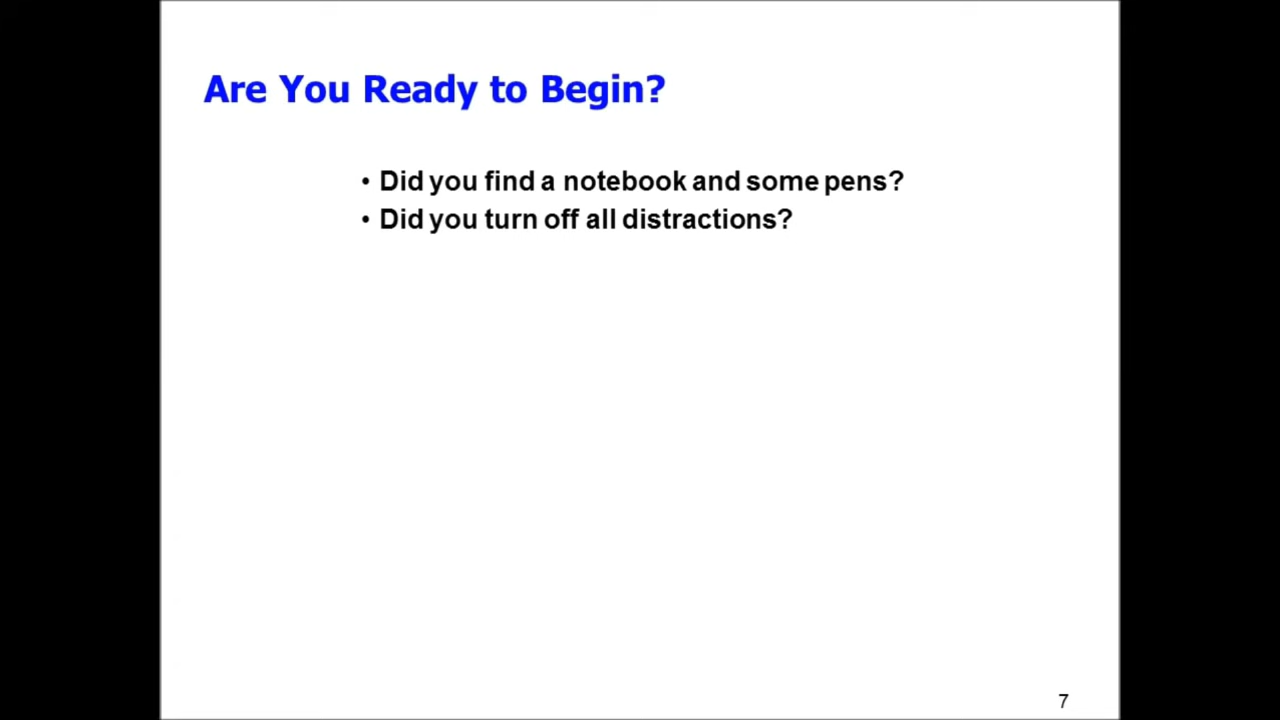 Are You Ready to Begin?
• Did you find a notebook and some pens?
• Did you turn off all distractions?
7